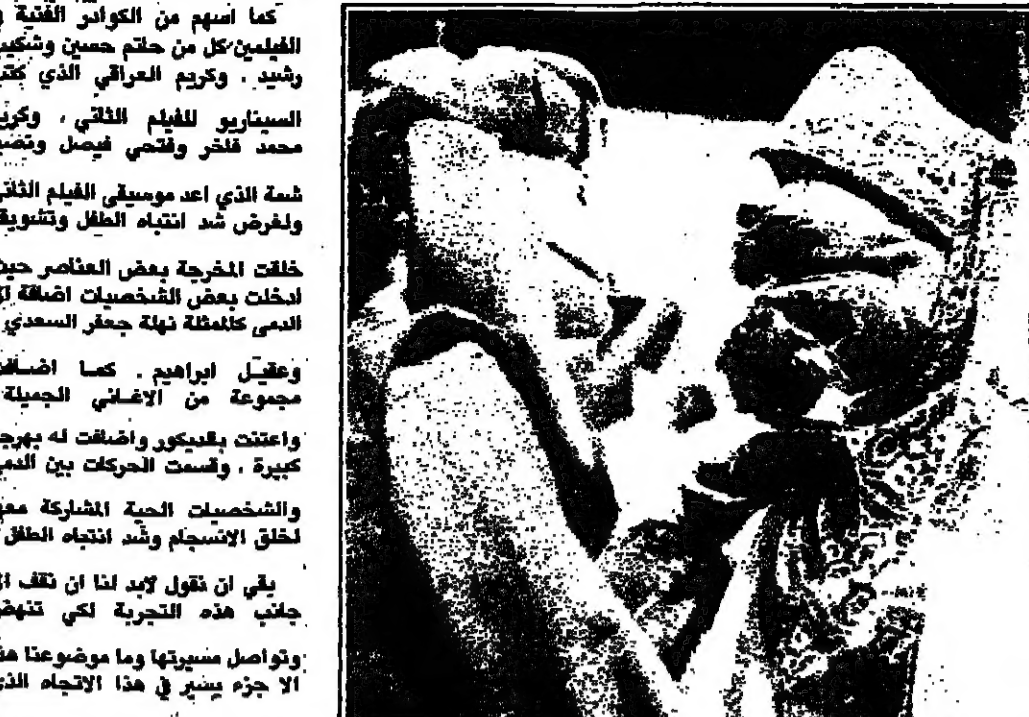 كما اسهم من الكوادر الفنية
الفيلمين كل من حاتم حسين وشكيب
رشيد . وكريم العراقي الذي كتب
السيناريو للفيلم الثاني ، وكريم
محمد فاخر وفتحي فيصل ونصير
شمة الذي اعد موسيقى الفيلم الثاني
ولغرض شد انتباه الطفل وتشويقه
خلقت المخرجة بعض العناصر حيث
ادخلت بعض الشخصيات اضافة
الدمى كالممثلة نهلة جعفر السعدي
وعقيل ابراهيم . كما اضافت
مجموعة من الاغاني الجميلة
واعتنت بالديكور واضافت له بهرجة
كبيرة ، وقسمت الحركات بين الدمى
والشخصيات الحية المشاركة معها
لخلق الانسجام وشد انتباه الطفل
بقي ان نقول لابد لنا ان نقف
جانب هذه التجربة لكي تنهض
وتواصل مسيرتها وما موضوعنا هذا
الا جزء يسير في هذا الاتجاه الذي